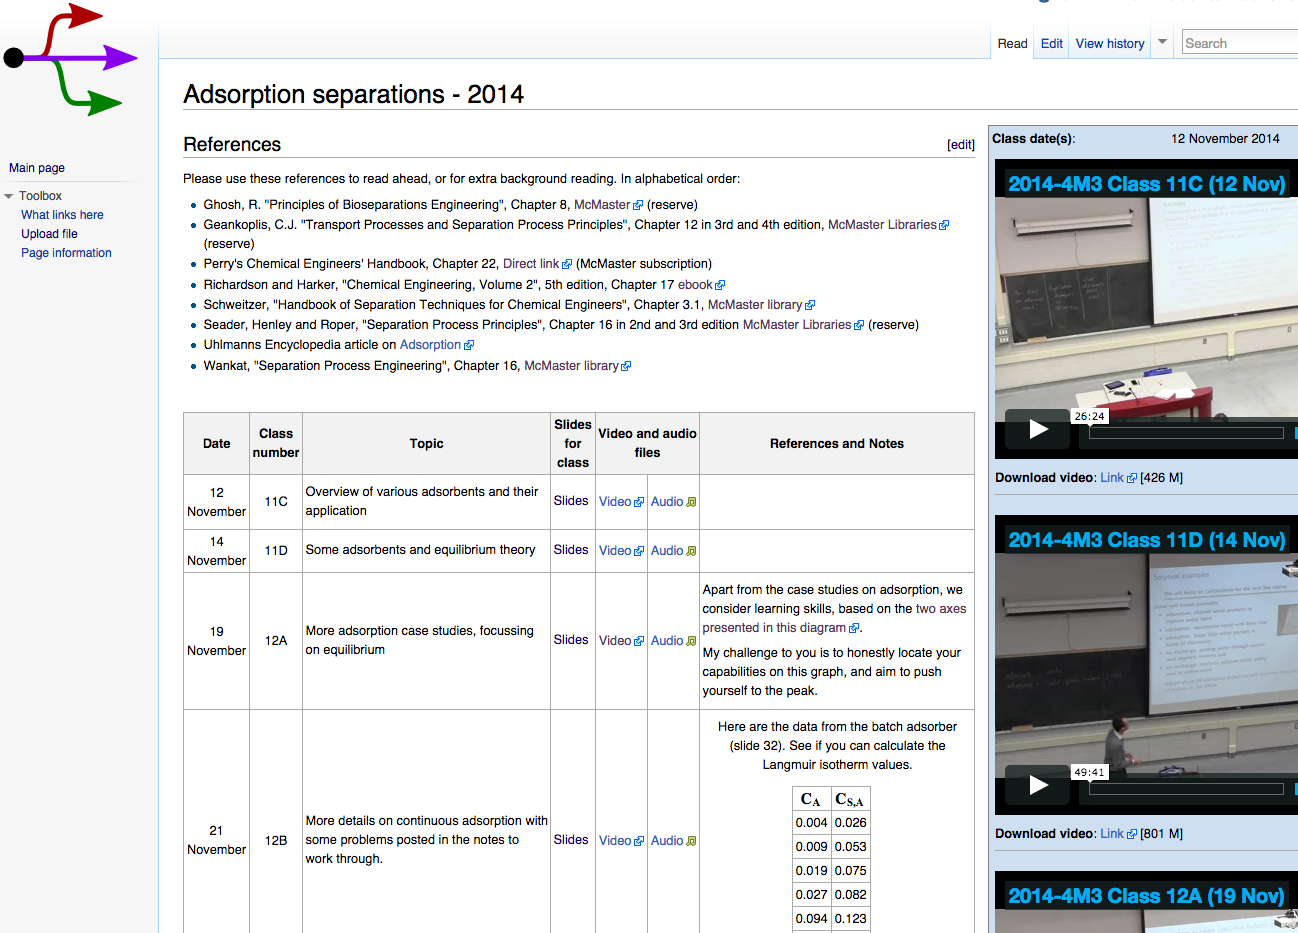 Read
Edit
View history
Search
Main page
Toolbox
What links here
Upload file
Page information
Adsorption separations - 2014
References
[edit]
Please use these references to read ahead, or for extra background reading. In alphabetical order:
Ghosh, R. "Principles of Bioseparations Engineering", Chapter 8, McMaster (reserve)
Geankoplis, C.J. "Transport Processes and Separation Process Principles", Chapter 12 in 3rd and 4th edition, McMaster Libraries
(reserve)
Perry's Chemical Engineers' Handbook, Chapter 22, Direct link (McMaster subscription)
Richardson and Harker, "Chemical Engineering, Volume 2", 5th edition, Chapter 17 ebook
Schweitzer, "Handbook of Separation Techniques for Chemical Engineers", Chapter 3.1, McMaster library
Seader, Henley and Roper, "Separation Process Principles", Chapter 16 in 2nd and 3rd edition McMaster Libraries (reserve)
Uhlmanns Encyclopedia article on Adsorption
Wankat, "Separation Process Engineering", Chapter 16, McMaster library
Date
Class
number
Topic
Slides
for
class
Video and audio
files
References and Notes
12
November
11C
Overview of various adsorbents and their
application
Slides
Video
Audio
14
November
11D
Some adsorbents and equilibrium theory
Slides
Video
Audio
19
November
12A
More adsorption case studies, focussing
on equilibrium
Slides
Video
Audio
Apart from the case studies on adsorption, we
consider learning skills, based on the two axes
presented in this diagram.
My challenge to you is to honestly locate your
capabilities on this graph, and aim to push
yourself to the peak.
21
November
12B
More details on continuous adsorption with
some problems posted in the notes to
work through.
Slides
Video
Audio
Here are the data from the batch adsorber
(slide 32). See if you can calculate the
Langmuir isotherm values.
C_A C_S,A
0.004 0.026
0.009 0.053
0.019 0.075
0.027 0.082
0.094 0.123
Class date(s): 12 November 2014
2014-4M3 Class 11C (12 Nov)
26:24
Download video: Link [426 M]
2014-4M3 Class 11D (14 Nov)
Sorption examples
49:41
Download video: Link [801 M]
2014-4M3 Class 12A (19 Nov)